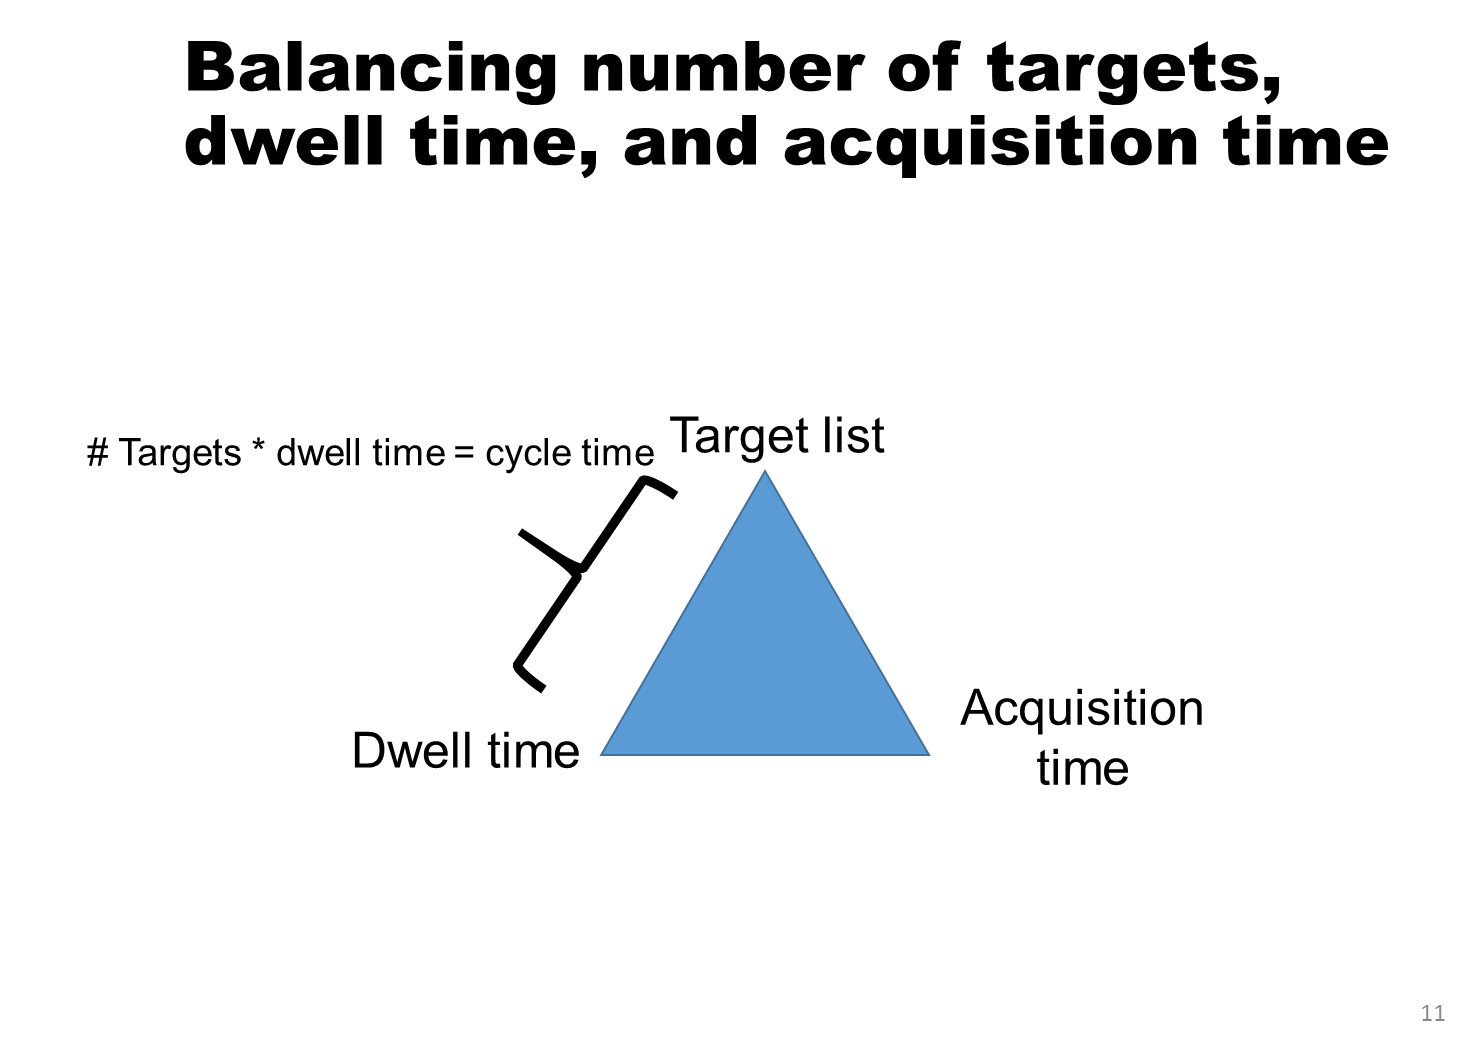 Balancing number of targets,
dwell time, and acquisition time
# Targets * dwell time = cycle time
Target list
Dwell time
Acquisition
time
11